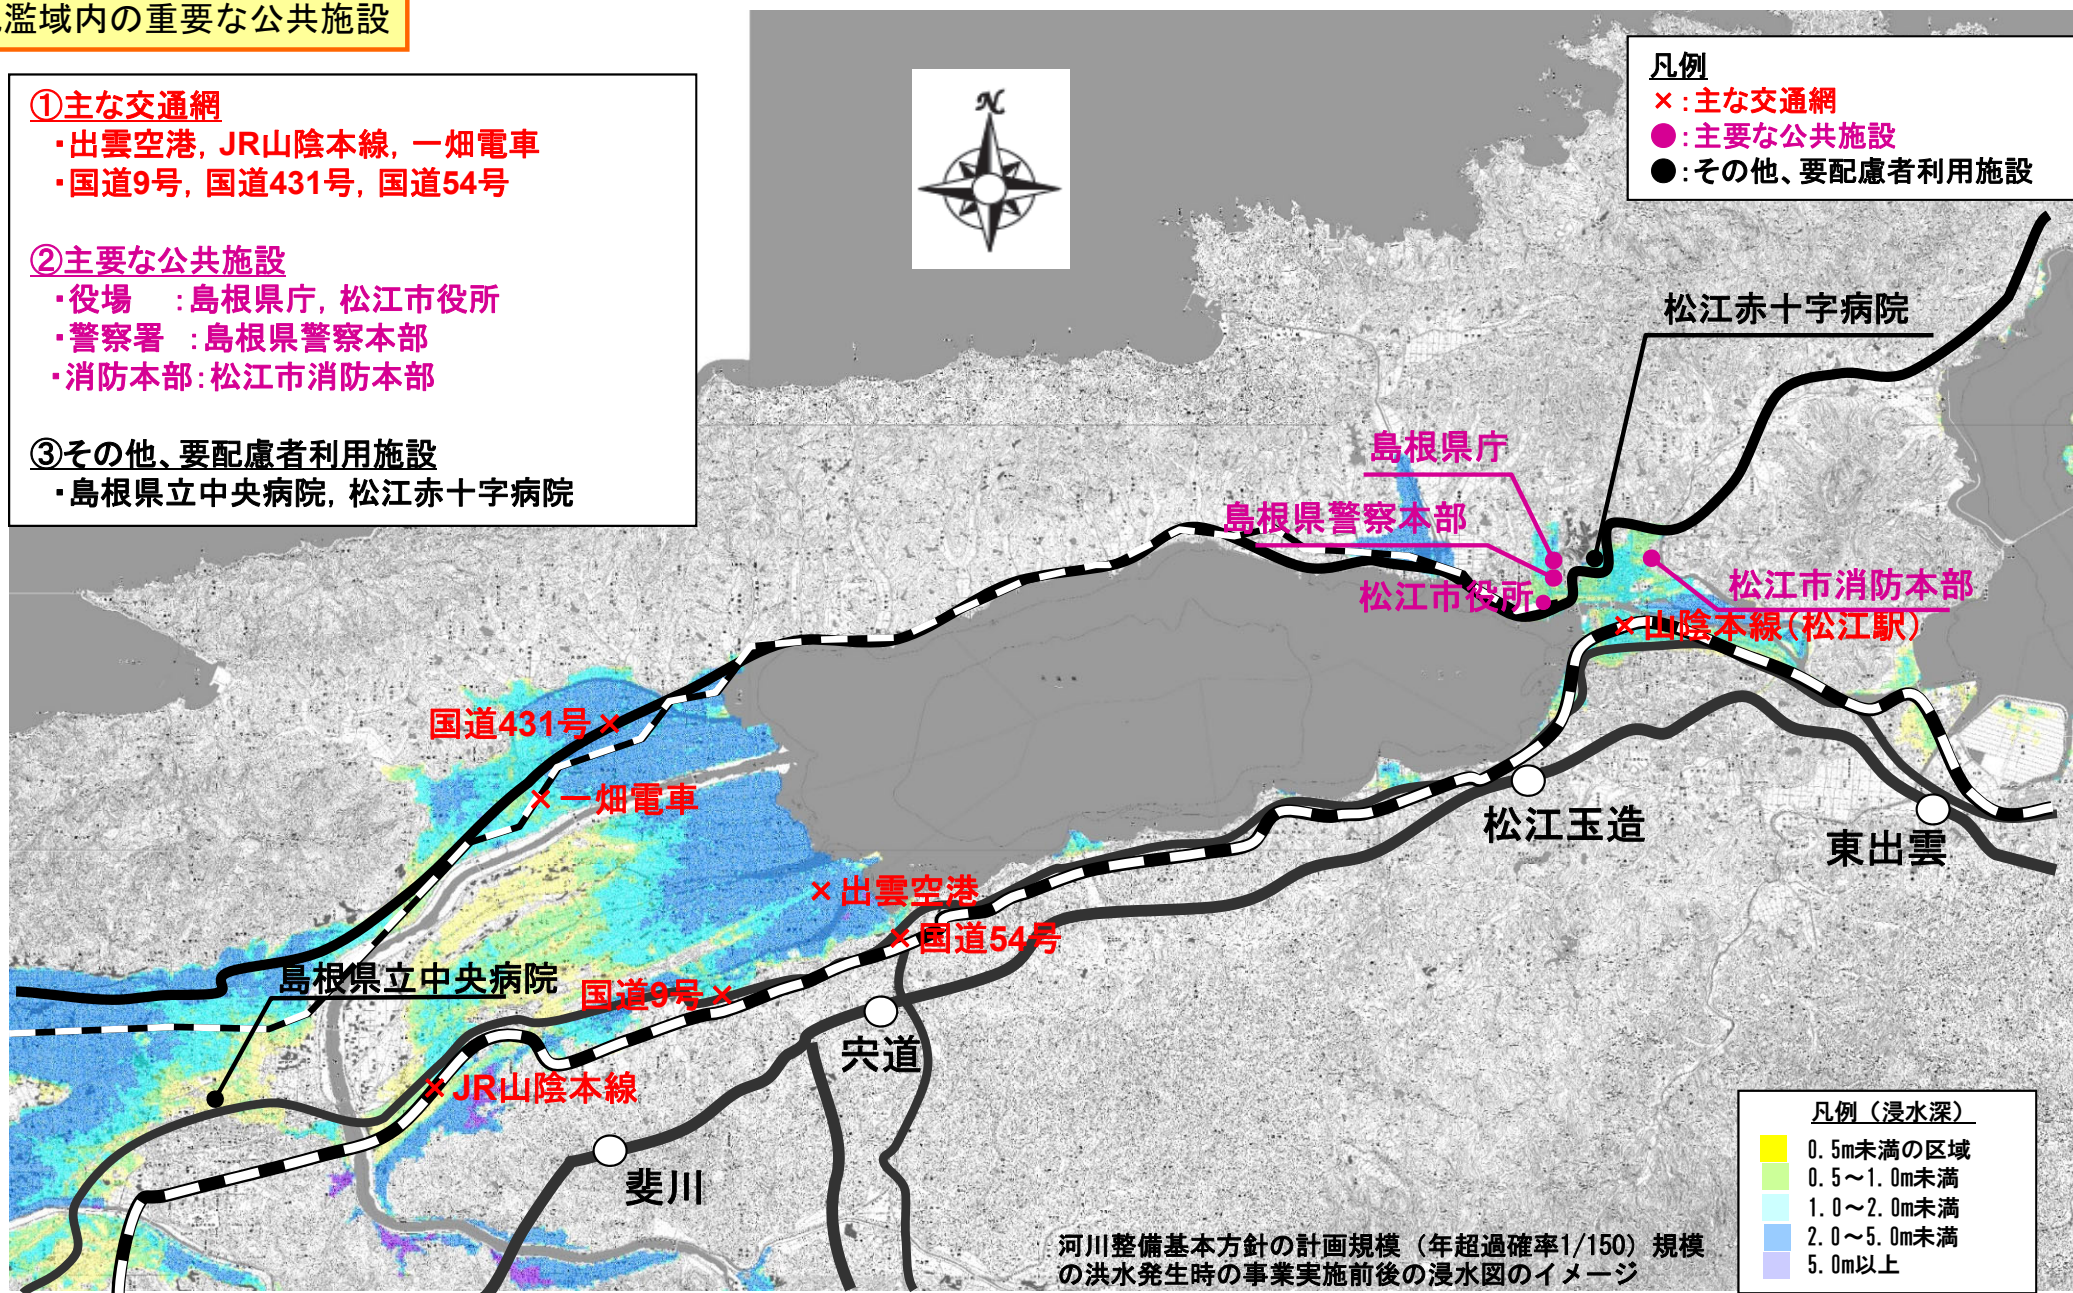 濫域内の重要な公共施設
①主な交通網
・出雲空港, JR山陰本線, 一畑電車
・国道9号, 国道431号, 国道54号
②主要な公共施設
・役場　:島根県庁, 松江市役所
・警察署　:島根県警察本部
・消防本部:松江市消防本部
③その他、要配慮者利用施設
・島根県立中央病院, 松江赤十字病院
N
凡例
×:主な交通網
●:主要な公共施設
●:その他、要配慮者利用施設
松江赤十字病院
島根県庁
島根県警察本部
松江市役所
松江市消防本部
×山陰本線(松江駅)
国道431号×
×一畑電車
松江玉造
東出雲
×出雲空港
×国道54号
島根県立中央病院
国道9号×
宍道
×JR山陰本線
斐川
凡例（浸水深）
0.5m未満の区域
0.5～1.0m未満
1.0～2.0m未満
2.0～5.0m未満
5.0m以上
河川整備基本方針の計画規模（年超過確率1/150）規模
の洪水発生時の事業実施前後の浸水図のイメージ